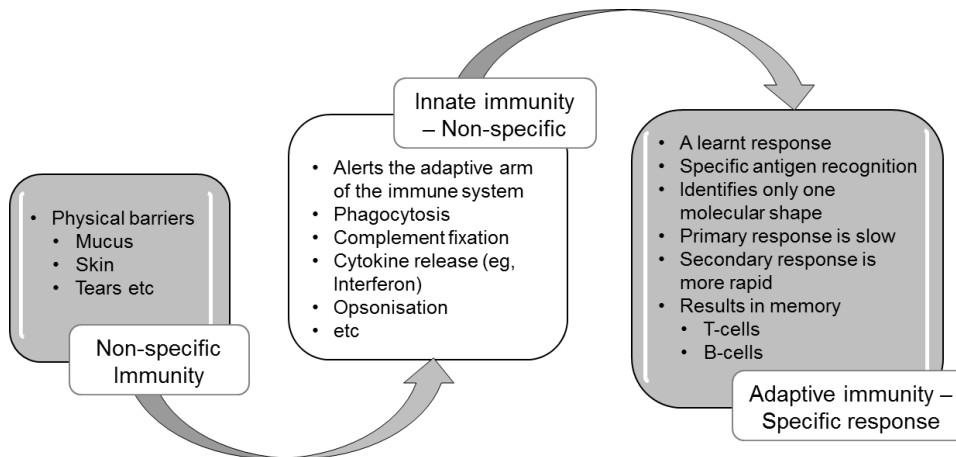 • Physical barriers
• Mucus
• Skin
• Tears etc
Non-specific
Immunity
Innate immunity
– Non-specific
• Alerts the adaptive arm
of the immune system
• Phagocytosis
• Complement fixation
• Cytokine release (eg,
Interferon)
• Opsonisation
• etc
• A learnt response
• Specific antigen recognition
• Identifies only one
molecular shape
• Primary response is slow
• Secondary response is
more rapid
• Results in memory
• T-cells
• B-cells
Adaptive immunity –
Specific response